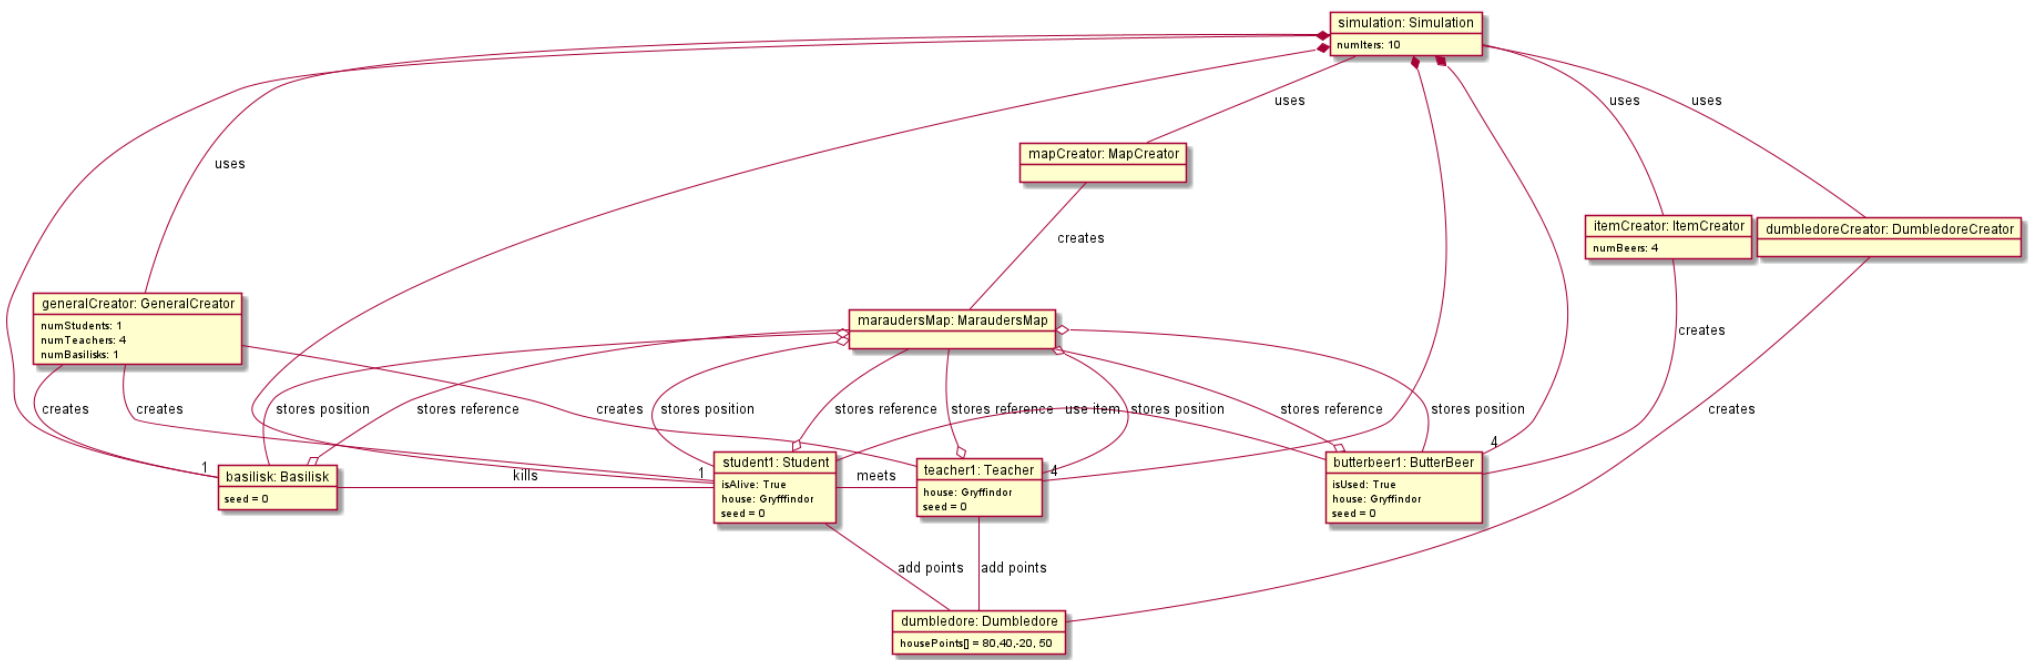 simulation: Simulation
numIters: 10
uses
mapCreator: MapCreator
uses
uses
uses
creates
itemCreator: ItemCreator
numBeers: 4
dumbledoreCreator: DumbledoreCreator
generalCreator: GeneralCreator
numStudents: 1
numTeachers: 4
numBasilisks: 1
maraudersMap: MaraudersMap
creates
creates
creates
stores position
stores reference
creates
stores position
stores reference
stores reference
use item
stores position
stores reference
stores position
creates
1
basilisk: Basilisk
seed = 0
kills
1
student1: Student
isAlive: True
house: Gryfffindor
seed = 0
meets
teacher1: Teacher
house: Gryffindor
seed = 0
4
4
butterbeer1: ButterBeer
isUsed: True
house: Gryffindor
seed = 0
add points
add points
dumbledore: Dumbledore
housePoints[] = 80,40,-20, 50